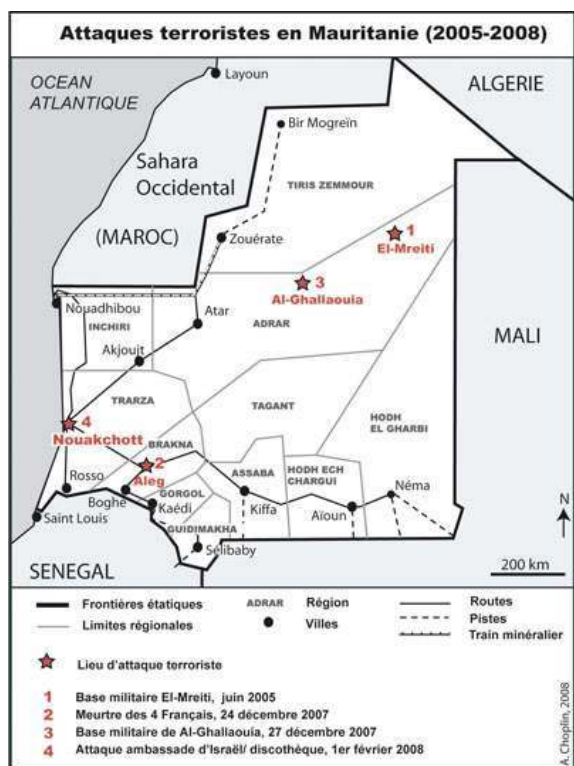 Attaques terroristes en Mauritanie (2005-2008)
OCEAN
ATLANTIQUE
Layoun
ALGERIE
Bir Mogreïn
Sahara
Occidental
TIRIS ZEMMOUR
(MAROC)
Zouérate
1
El-Mreiti
3
Al-Ghallaouia
Nouadhibou
INCHIRI
Atar
ADRAR
MALI
Akjoujt
TRARZA
TAGANT
HODH
EL GHARBI
4
Nouakchott
BRAKNA
2
Aleg
ASSABA
HODH ECH
CHARGUI
Rosso
Boghe
GORGOL
Kaédi
Kiffa
Aïoun
Néma
N
Saint Louis
GUIDIMAKHA
Sélibaby
SENEGAL
200 km
Frontières étatiques
ADRAR
Région
Routes
Limites régionales
Villes
Pistes
Train minéralier
Lieu d'attaque terroriste
1 Base militaire El-Mreiti, juin 2005
2 Meurtre des 4 Français, 24 décembre 2007
3 Base militaire de Al-Ghallaouia, 27 décembre 2007
4 Attaque ambassade d'Israël/ discothèque, 1er février 2008
A. Choplin, 2008